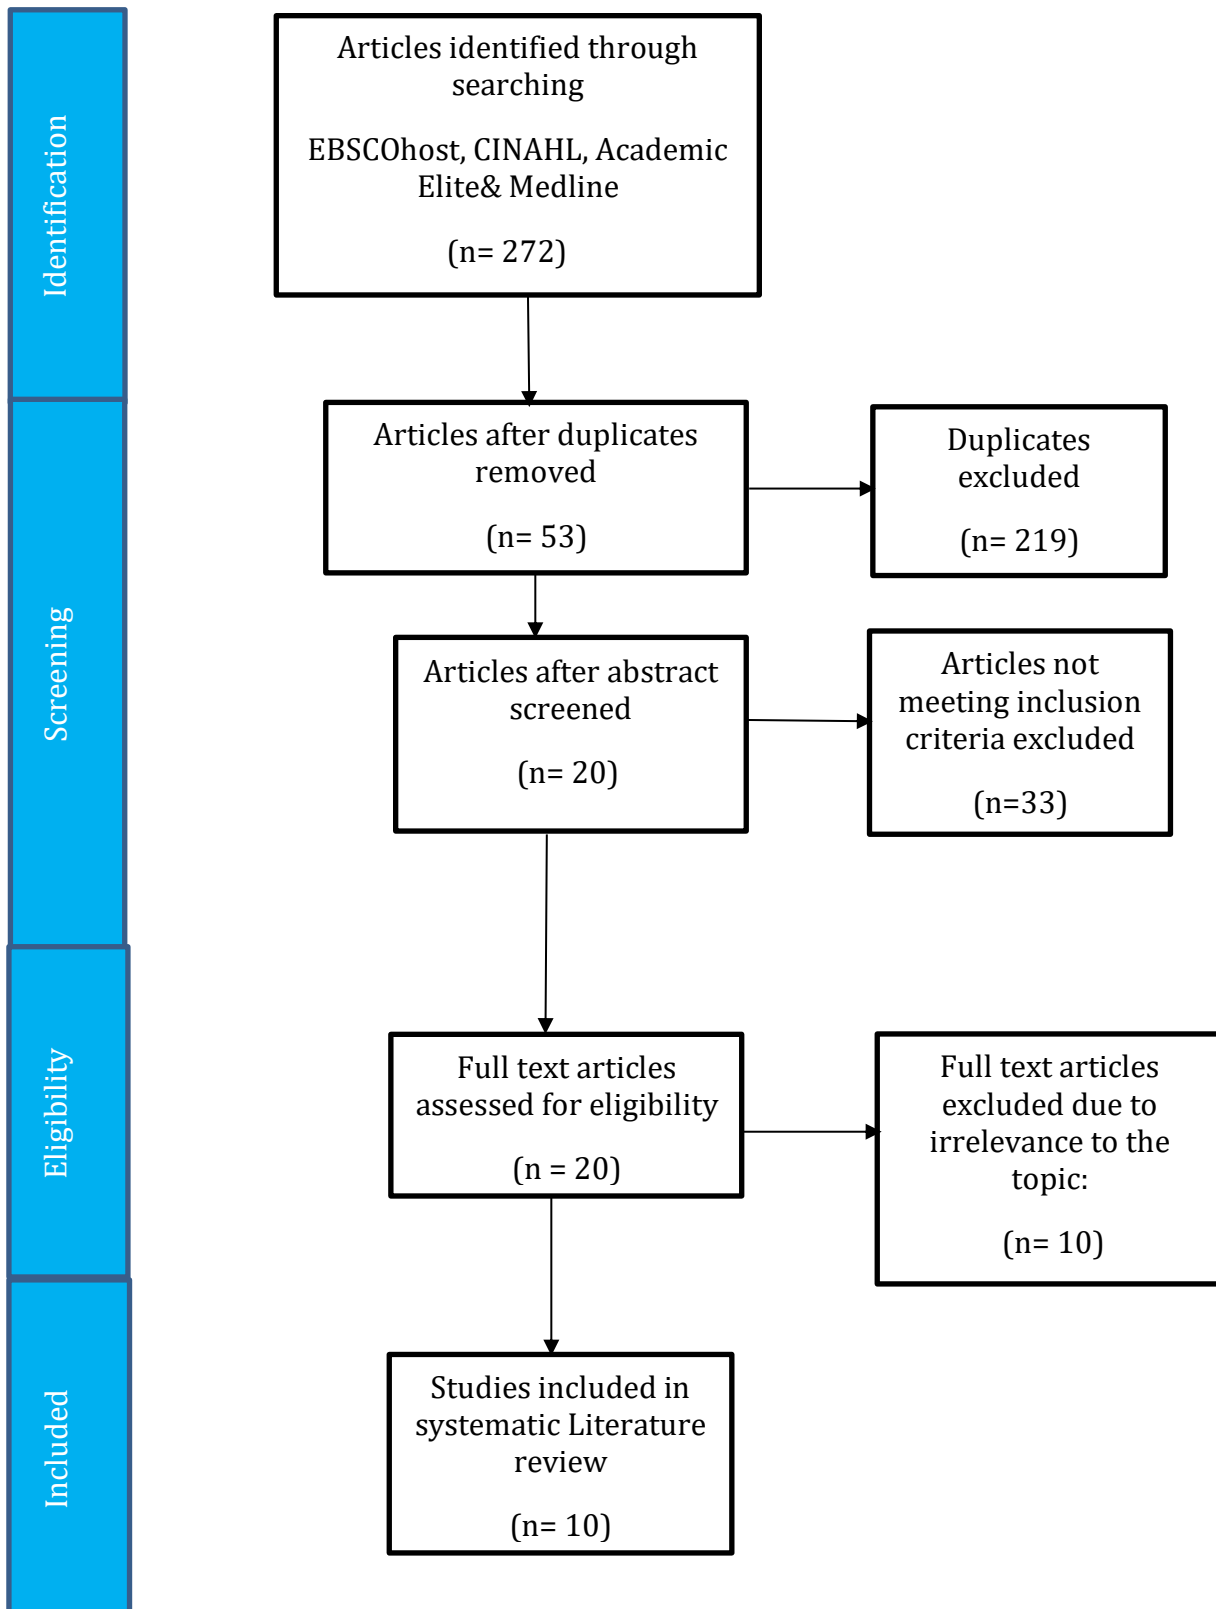 Identification
Articles identified through
searching
EBSCOhost, CINAHL, Academic
Elite& Medline
(n= 272)
Screening
Articles after duplicates
removed
(n= 53)
Duplicates
excluded
(n= 219)
Articles after abstract
screened
(n= 20)
Articles not
meeting inclusion
criteria excluded
(n=33)
Eligibility
Full text articles
assessed for eligibility
(n = 20)
Full text articles
excluded due to
irrelevance to the
topic:
(n= 10)
Included
Studies included in
systematic Literature
review
(n= 10)